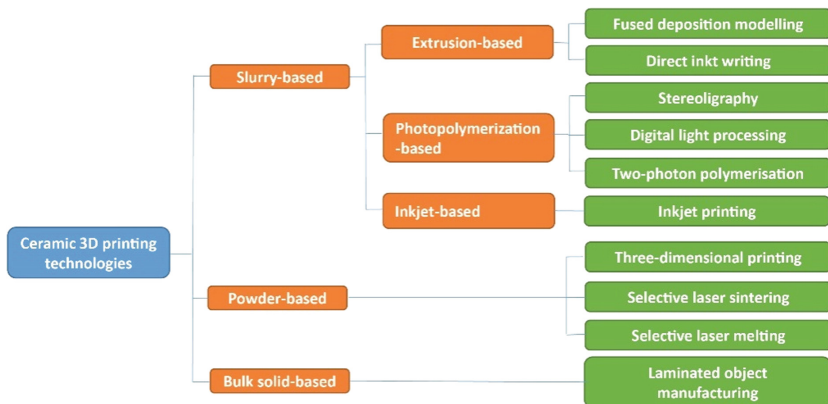 Fused deposition modelling
Extrusion-based
Direct inkt writing
Slurry-based
Stereoligraphy
Photopolymerization
-based
Digital light processing
Two-photon polymerisation
Inkjet-based
Inkjet printing
Ceramic 3D printing
technologies
Three-dimensional printing
Powder-based
Selective laser sintering
Selective laser melting
Bulk solid-based
Laminated object
manufacturing